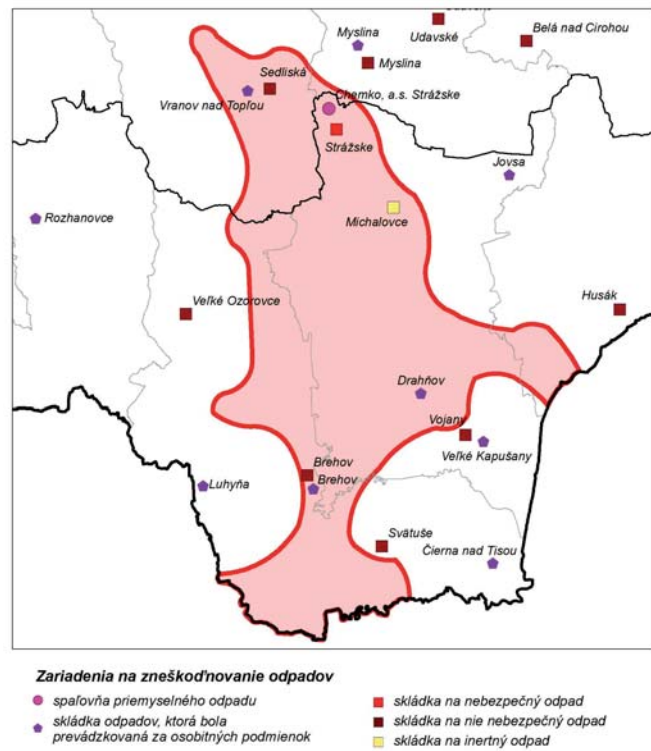 Udavské
Myslina
Udavské
Belá nad Cirohou
Myslina
Sedliská
Vranov nad Topľou
Chemko, a.s. Strážske
Strážske
Jovsa
Rozhanovce
Michalovce
Veľké Ozorovce
Husák
Drahňov
Vojany
Veľké Kapušany
Brehov
Luhyňa
Brehov
Svätuše
Čierna nad Tisou
Zariadenia na zneškodňovanie odpadov
spaľovňa priemyselného odpadu
skládka odpadov, ktorá bola
prevádzkovaná za osobitných podmienok
skládka na nebezpečný odpad
skládka na nie nebezpečný odpad
skládka na inertný odpad